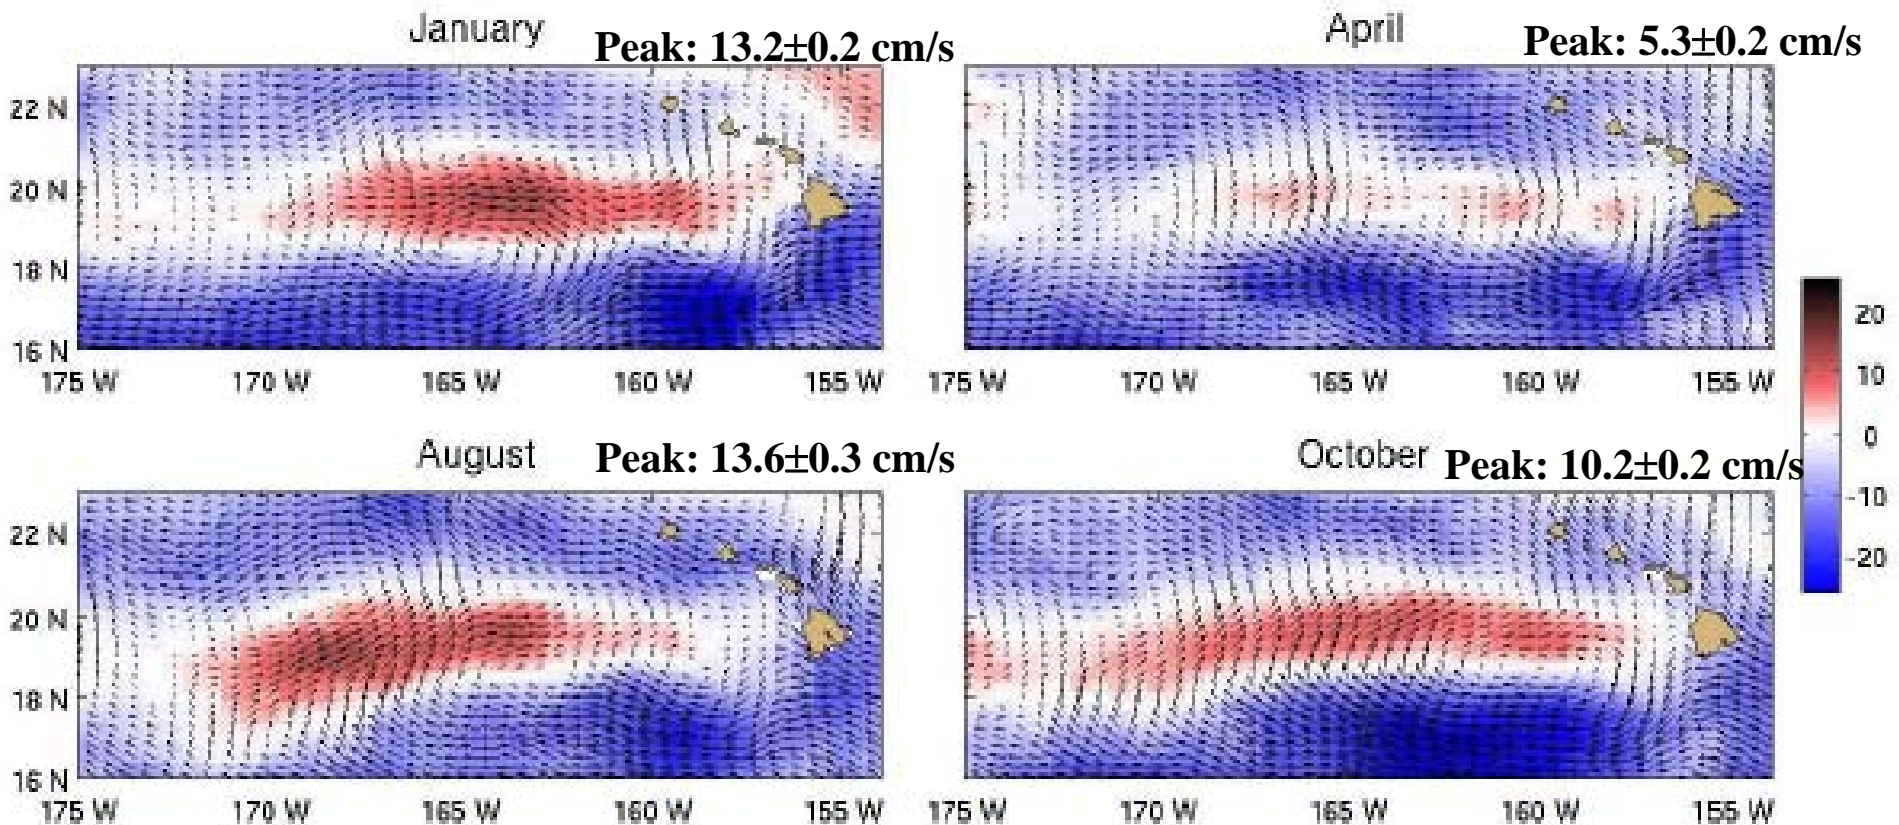 January
Peak: 13.2±0.2 cm/s
April
Peak: 5.3±0.2 cm/s
22 N
20 N
18 N
16 N
175 W
170 W
165 W
160 W
155 W
175 W
170 W
165 W
160 W
155 W
20
10
0
-10
-20
August
Peak: 13.6±0.3 cm/s
October
Peak: 10.2±0.2 cm/s
22 N
20 N
18 N
16 N
175 W
170 W
165 W
160 W
155 W
175 W
170 W
165 W
160 W
155 W